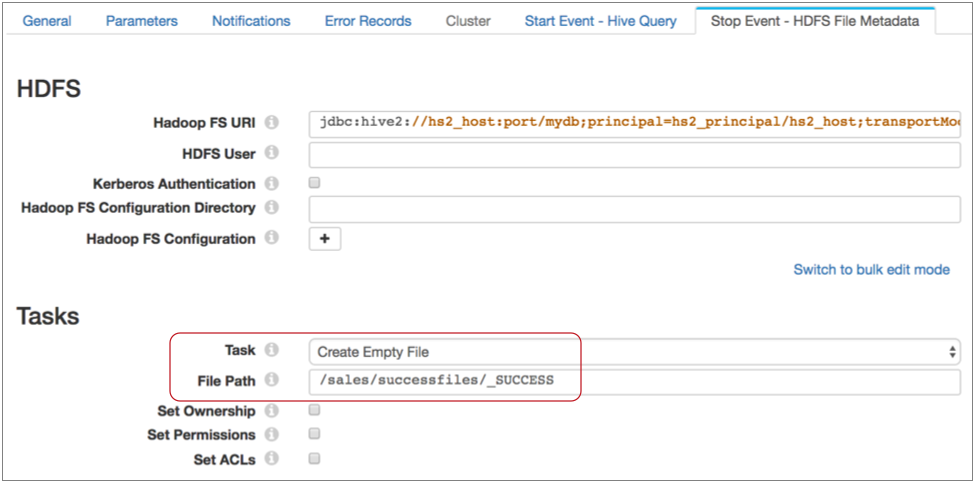 General Parameters Notifications Error Records Cluster Start Event - Hive Query Stop Event - HDFS File Metadata
HDFS
Hadoop FS URI jdbc:hive2://hs2_host:port/mydb;principal=hs2_principal/hs2_host;transportMod
HDFS User
Kerberos Authentication
Hadoop FS Configuration Directory
Hadoop FS Configuration +
Switch to bulk edit mode
Tasks
Task Create Empty File
File Path /sales/successfiles/_SUCCESS
Set Ownership
Set Permissions
Set ACLs